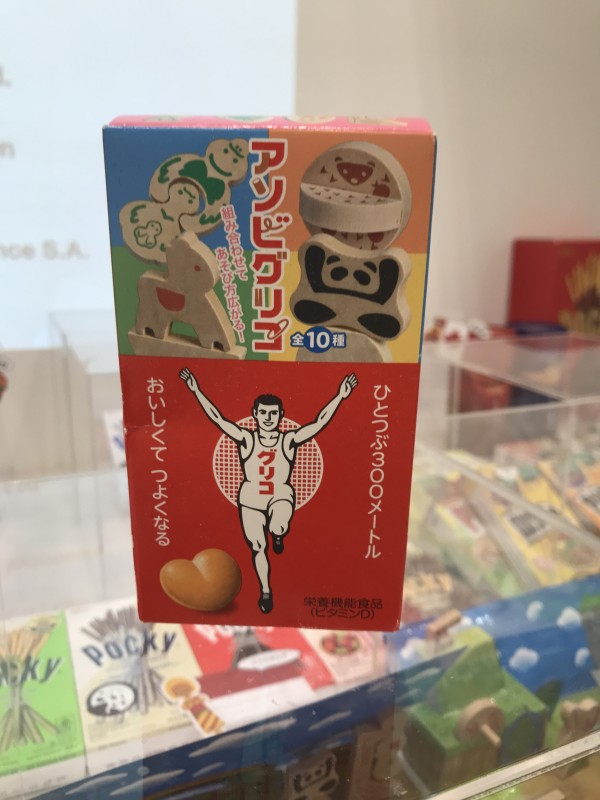 アソビグリコ
組み合わせて
あそび方広がる！
全10種
グリコ
おいしくて つよくなる
ひとつぶ300メートル
栄養機能食品
(ビタミンD)
nce S.A.
Pocky
Pocky